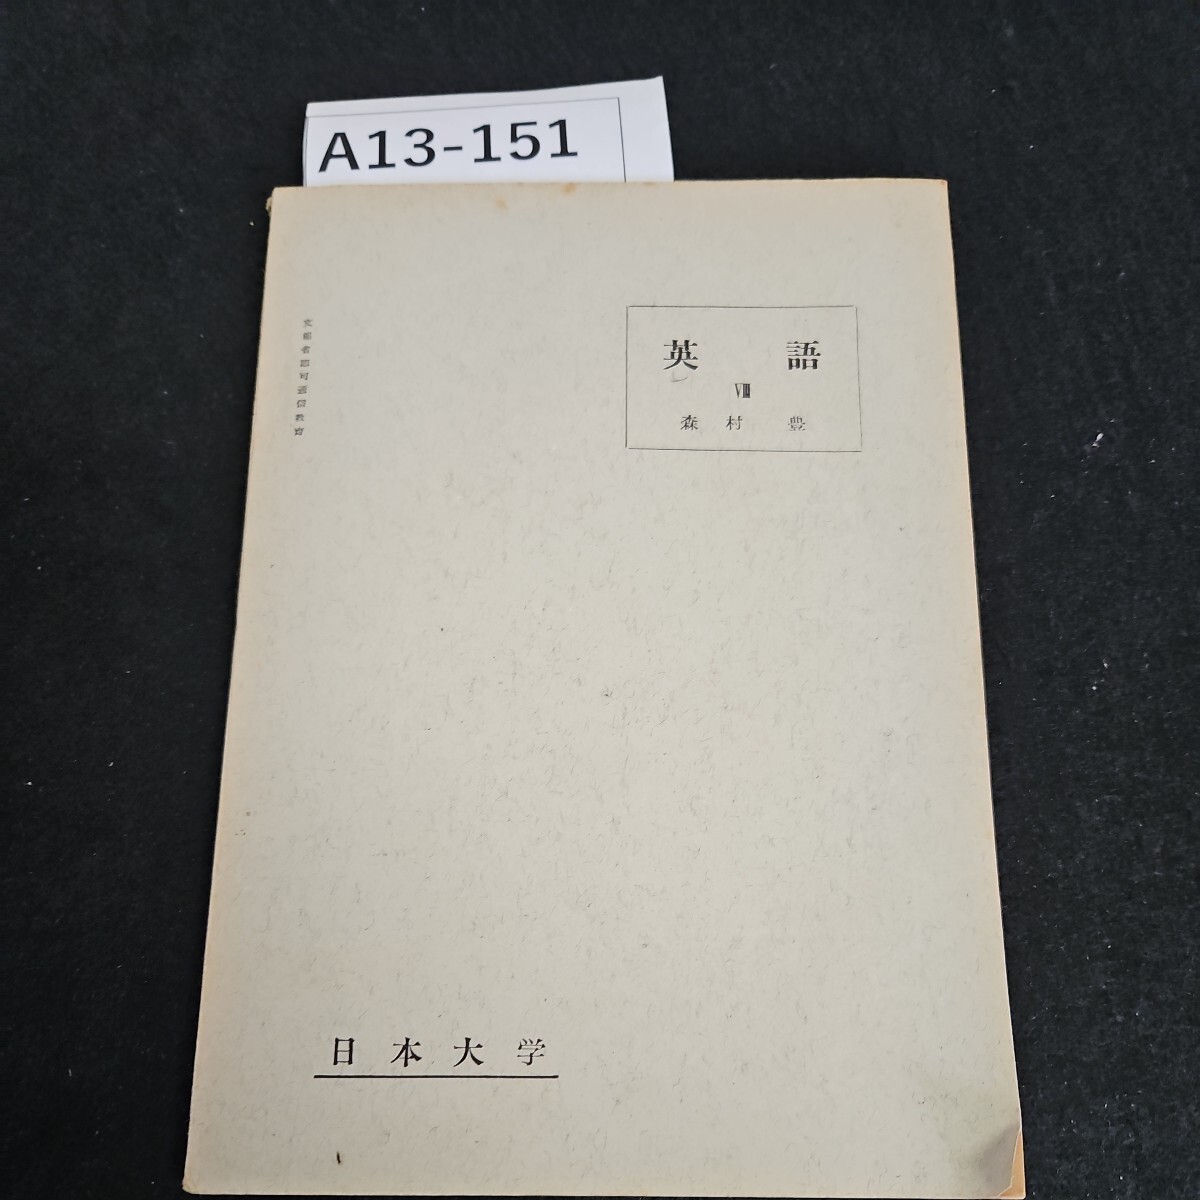 A13-151
英語
Ⅷ
森村 豊
文部省認可通信教育
日本大学